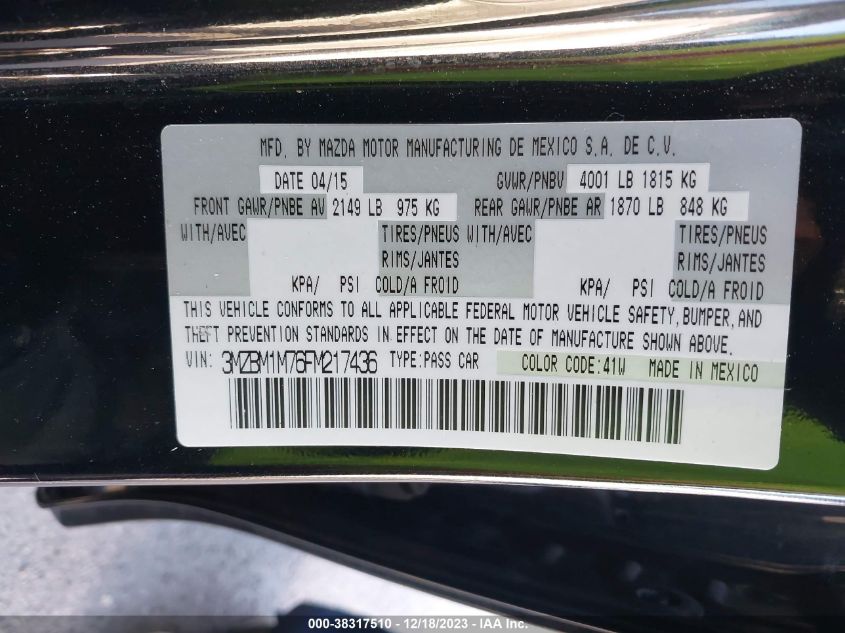 MFD. BY MAZDA MOTOR MANUFACTURING DE MEXICO S.A. DE C.V.
DATE 04/15 GVWR/PNBV 4001 LB 1815 KG
FRONT GAWR/PNBE AV 2149 LB 975 KG REAR GAWR/PNBE AR 1870 LB 848 KG
WITH/AVEC TIRES/PNEUS WITH/AVEC TIRES/PNEUS
RIMS/JANTES RIMS/JANTES
KPA/ PSI COLD/A FROID KPA/ PSI COLD/A FROID
THIS VEHICLE CONFORMS TO ALL APPLICABLE FEDERAL MOTOR VEHICLE SAFETY, BUMPER, AND
THEFT PREVENTION STANDARDS IN EFFECT ON THE DATE OF MANUFACTURE SHOWN ABOVE.
VIN: 3MZBM1M76FM217436 TYPE:PASS CAR COLOR CODE:41W MADE IN MEXICO
000-38317510 - 12/18/2023 - IAA Inc.